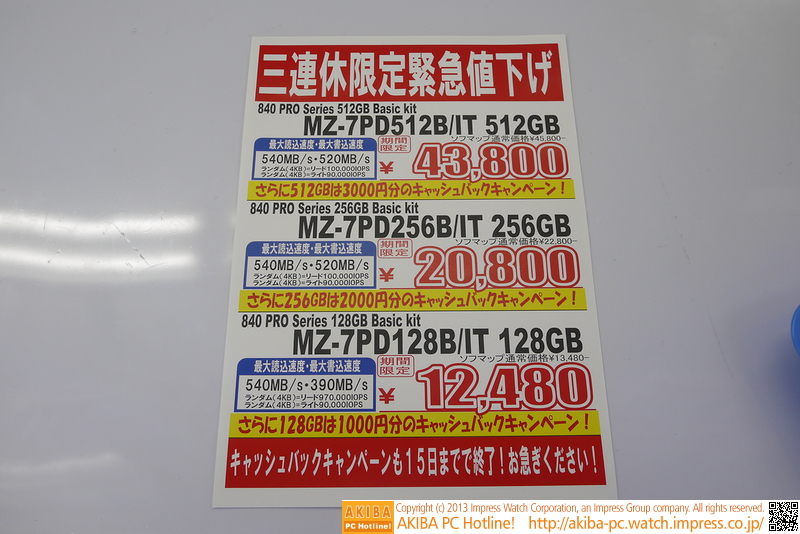 三連休限定緊急値下げ
840 PRO Series 512GB Basic kit
MZ-7PD512B/IT 512GB
ソフマップ通常価格¥45,800-
最大読込速度・最大書込速度
540MB/s・520MB/s
ランダム(4KB)=リード100,000IOPS
ランダム(4KB)=ライト90,000IOPS
期間限定
¥43,800
さらに512GBは3000円分のキャッシュバックキャンペーン！
840 PRO Series 256GB Basic kit
MZ-7PD256B/IT 256GB
ソフマップ通常価格¥22,800-
最大読込速度・最大書込速度
540MB/s・520MB/s
ランダム(4KB)=リード100,000IOPS
ランダム(4KB)=ライト90,000IOPS
期間限定
¥20,800
さらに256GBは2000円分のキャッシュバックキャンペーン！
840 PRO Series 128GB Basic kit
MZ-7PD128B/IT 128GB
ソフマップ通常価格¥13,480-
最大読込速度・最大書込速度
540MB/s・390MB/s
ランダム(4KB)=リード970,000IOPS
ランダム(4KB)=ライト90,000IOPS
期間限定
¥12,480
さらに128GBは1000円分のキャッシュバックキャンペーン！
キャッシュバックキャンペーンも15日までで終了！お急ぎください！
AKIBA PC Hotline!
Copyright (c) 2013 Impress Watch Corporation, an Impress Group company. All rights reserved.
AKIBA PC Hotline! http://akiba-pc.watch.impress.co.jp/